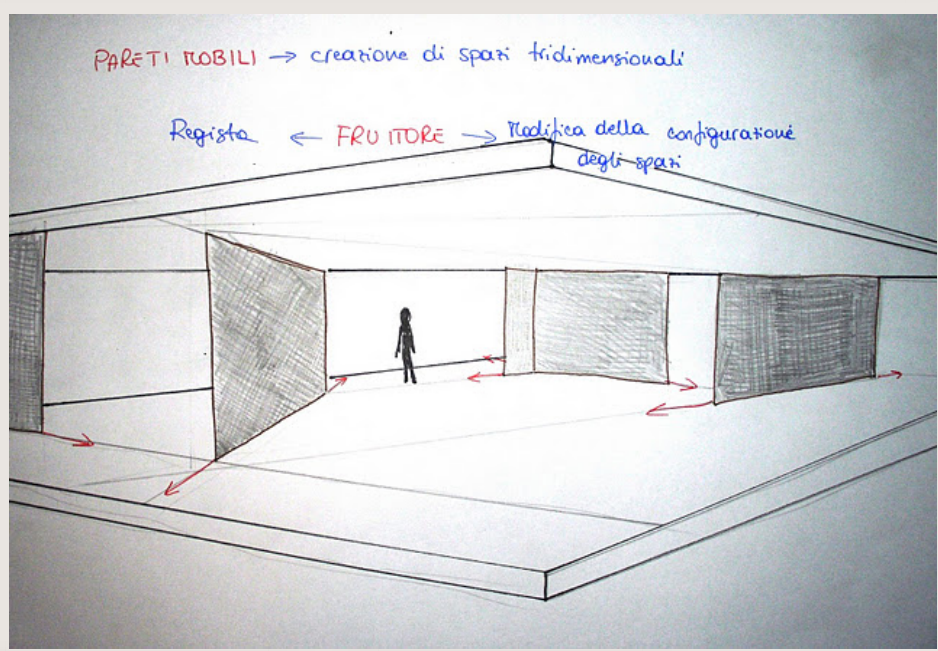 PARETI MOBILI → creazione di spazi tridimensionali
Regista ← FRUITORE → Modifica della configurazione
degli spazi